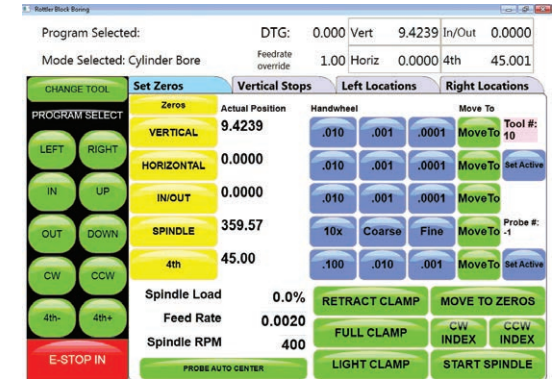 Rottler Block Boring
Program Selected: DTG: 0.000 Vert 9.4239 In/Out 0.0000
Mode Selected: Cylinder Bore Feedrate override 1.00 Horiz 0.0000 4th 45.001
CHANGE TOOL Set Zeros Vertical Stops Left Locations Right Locations
PROGRAM SELECT Zeros Actual Position Handwheel Move To
VERTICAL 9.4239 .010 .001 .0001 MoveTo Tool #: 10
LEFT RIGHT
HORIZONTAL 0.0000 .010 .001 .0001 MoveTo Set Active
IN UP
IN/OUT 0.0000 .010 .001 .0001 MoveTo
OUT DOWN
SPINDLE 359.57 10x Coarse Fine MoveTo Probe #: -1
CW CCW
4th 45.00 .100 .010 .001 MoveTo Set Active
4th- 4th+
Spindle Load 0.0% RETRACT CLAMP MOVE TO ZEROS
Feed Rate 0.0020 FULL CLAMP CW INDEX CCW INDEX
Spindle RPM 400
E-STOP IN PROBE AUTO CENTER LIGHT CLAMP START SPINDLE